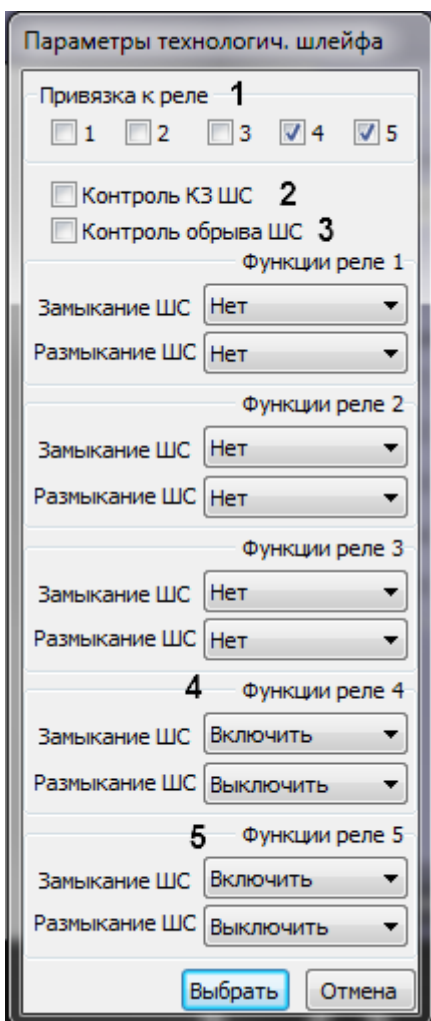 Параметры технологич. шлейфа
Привязка к реле 1
1 2 3 4 5
Контроль КЗ ШС 2
Контроль обрыва ШС 3
Функции реле 1
Замыкание ШС Нет
Размыкание ШС Нет
Функции реле 2
Замыкание ШС Нет
Размыкание ШС Нет
Функции реле 3
Замыкание ШС Нет
Размыкание ШС Нет
4 Функции реле 4
Замыкание ШС Включить
Размыкание ШС Выключить
5 Функции реле 5
Замыкание ШС Включить
Размыкание ШС Выключить
Выбрать Отмена